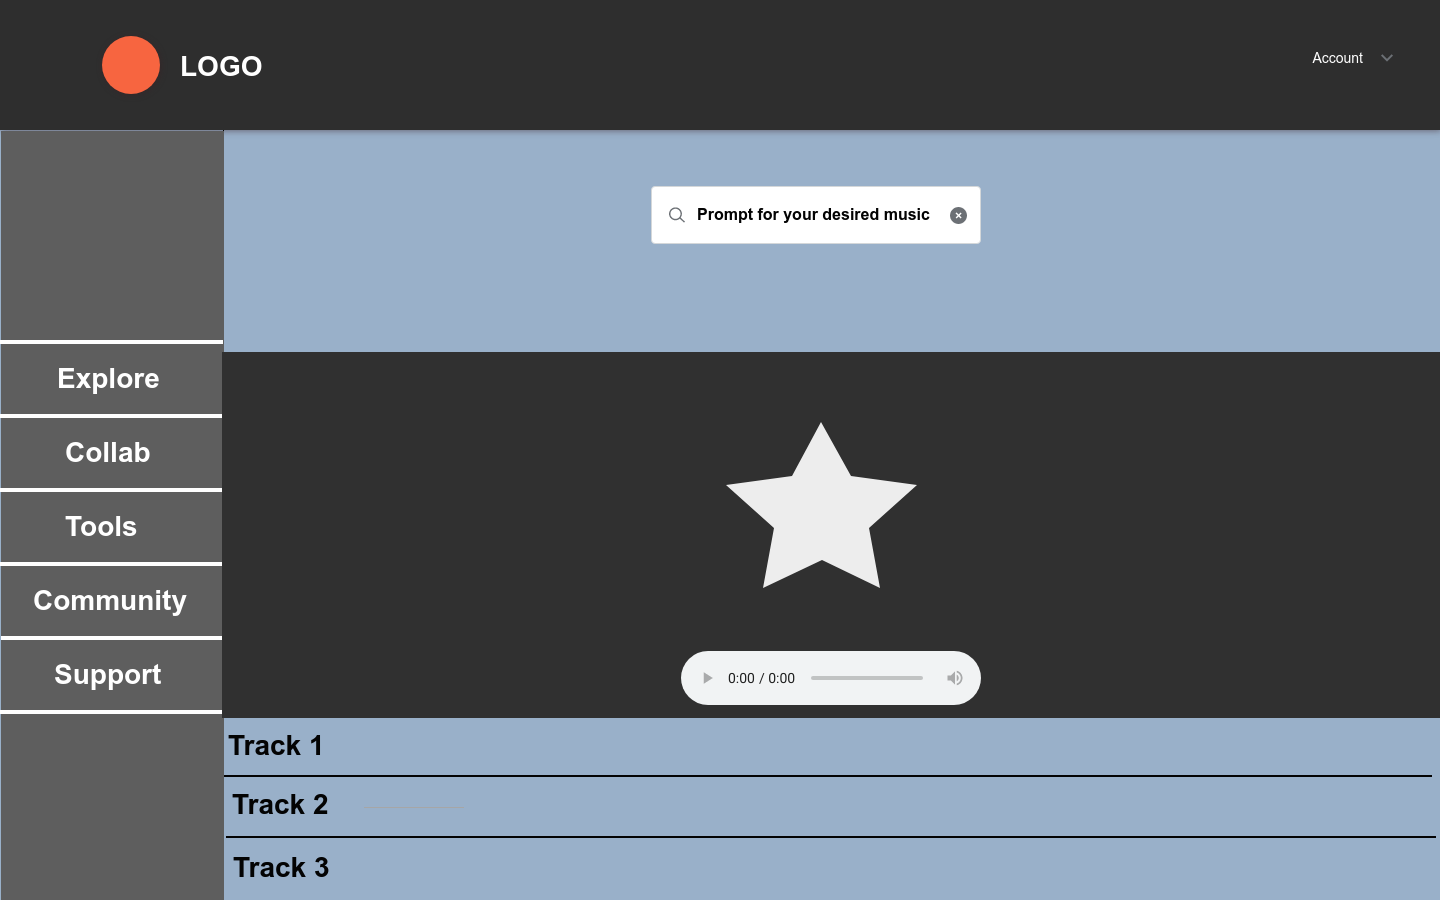 LOGO
Account
Prompt for your desired music
Explore
Collab
Tools
Community
Support
0:00 / 0:00
Track 1
Track 2
Track 3